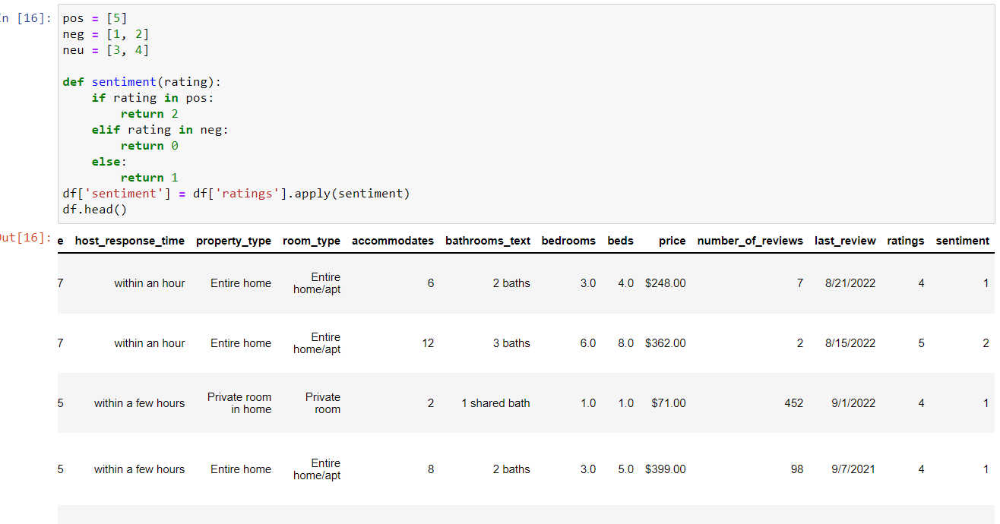 n [16]:
pos = [5]
neg = [1, 2]
neu = [3, 4]
def sentiment(rating):
    if rating in pos:
        return 2
    elif rating in neg:
        return 0
    else:
        return 1
df['sentiment'] = df['ratings'].apply(sentiment)
df.head()
ut[16]:
e host_response_time property_type room_type accommodates bathrooms_text bedrooms beds price number_of_reviews last_review ratings sentiment
7 within an hour Entire home Entire home/apt 6 2 baths 3.0 4.0 $248.00 7 8/21/2022 4 1
7 within an hour Entire home Entire home/apt 12 3 baths 6.0 8.0 $362.00 2 8/15/2022 5 2
5 within a few hours Private room in home Private room 2 1 shared bath 1.0 1.0 $71.00 452 9/1/2022 4 1
5 within a few hours Entire home Entire home/apt 8 2 baths 3.0 5.0 $399.00 98 9/7/2021 4 1